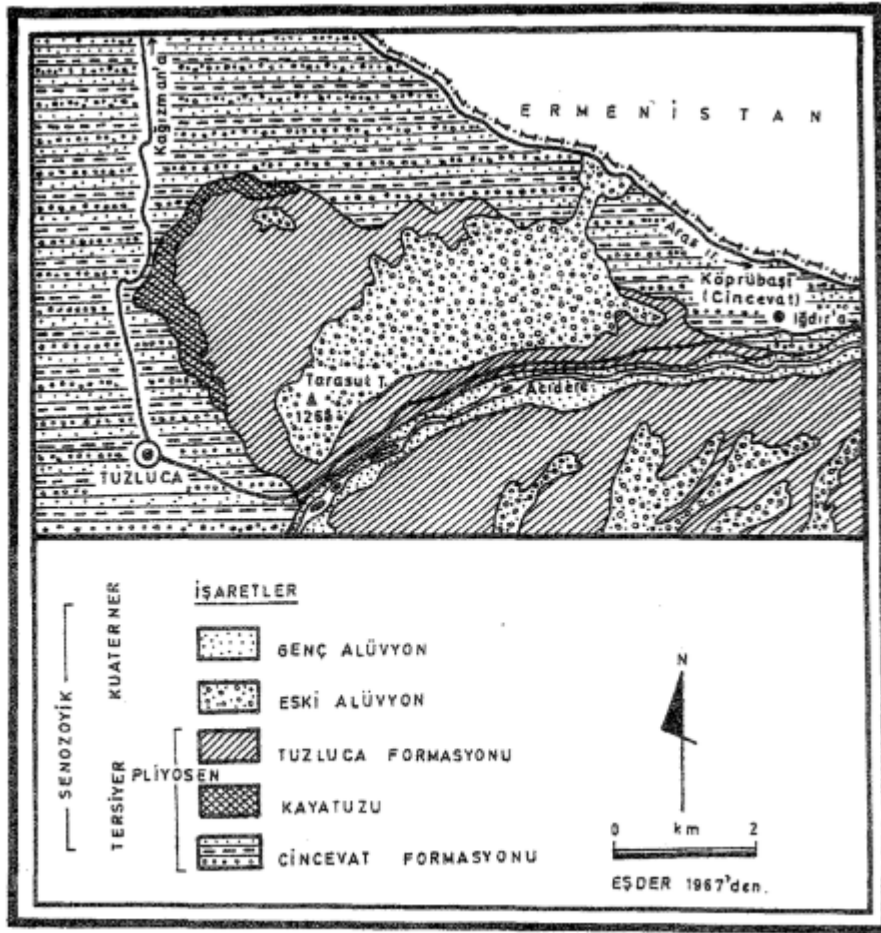 Kağızman'a
ERMENİSTAN
Aras
Köprübaşı
(Cincevat)
Iğdır'a
Tarasut T.
1268
Acıdere
TUZLUCA
İŞARETLER
SENOZOYİK
KUATERNER
TERSİYER
PLİYOSEN
GENÇ ALÜVYON
ESKİ ALÜVYON
TUZLUCA FORMASYONU
KAYATUZU
CİNCEVAT FORMASYONU
N
0 km 2
EŞDER 1967'den.